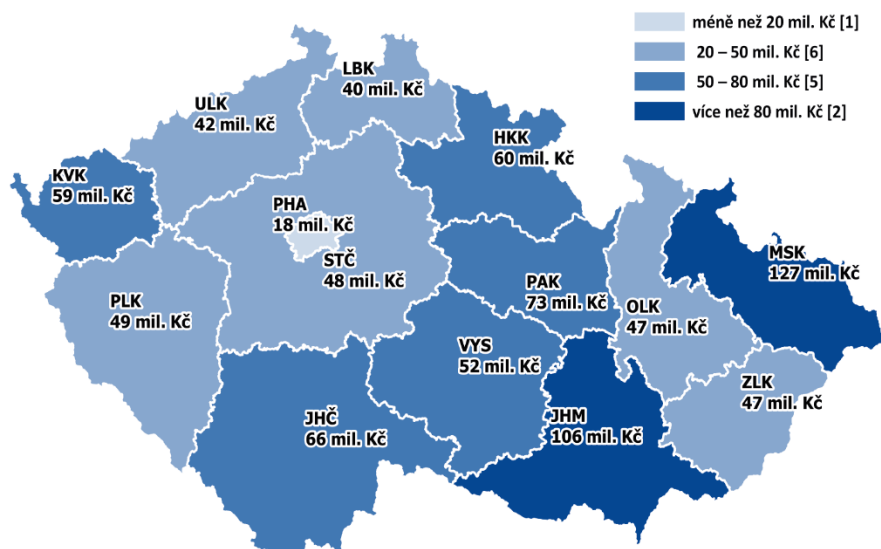 méně než 20 mil. Kč [1]
20 – 50 mil. Kč [6]
50 – 80 mil. Kč [5]
více než 80 mil. Kč [2]
LBK
40 mil. Kč
ULK
42 mil. Kč
HKK
60 mil. Kč
KVK
59 mil. Kč
PHA
18 mil. Kč
STČ
48 mil. Kč
MSK
127 mil. Kč
PAK
73 mil. Kč
PLK
49 mil. Kč
OLK
47 mil. Kč
VYS
52 mil. Kč
ZLK
47 mil. Kč
JHČ
66 mil. Kč
JHM
106 mil. Kč